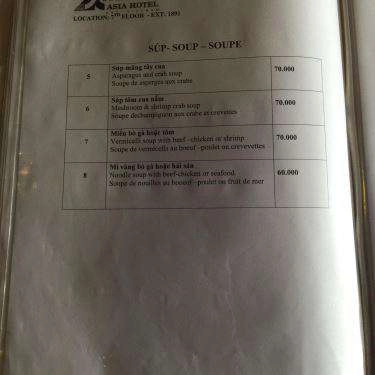 ASIA HOTEL
LOCATION: 5TH FLOOR - EXT: 1891
SÚP- SOUP – SOUPE
5
Súp măng tây cua
Asparagus and crab soup
Soupe de asperges aux crabe
70.000
6
Súp tôm cua nấm
Mushroom & shrimp crab soup
Soupe dechampignon aux crabe et crevettes
70,000
7
Miến bò gà hoặc tôm
Vermicelli soup with beef -chicken or shrimp
Soupe de vermicells au boeuf -poulet ou crevevettes
70.000
8
Mì vàng bò gà hoặc hải sản
Noodle soup with beef-chicken or seafood
Soupe de nouilles au boeuf - poulet ou fruit de mer
60.000